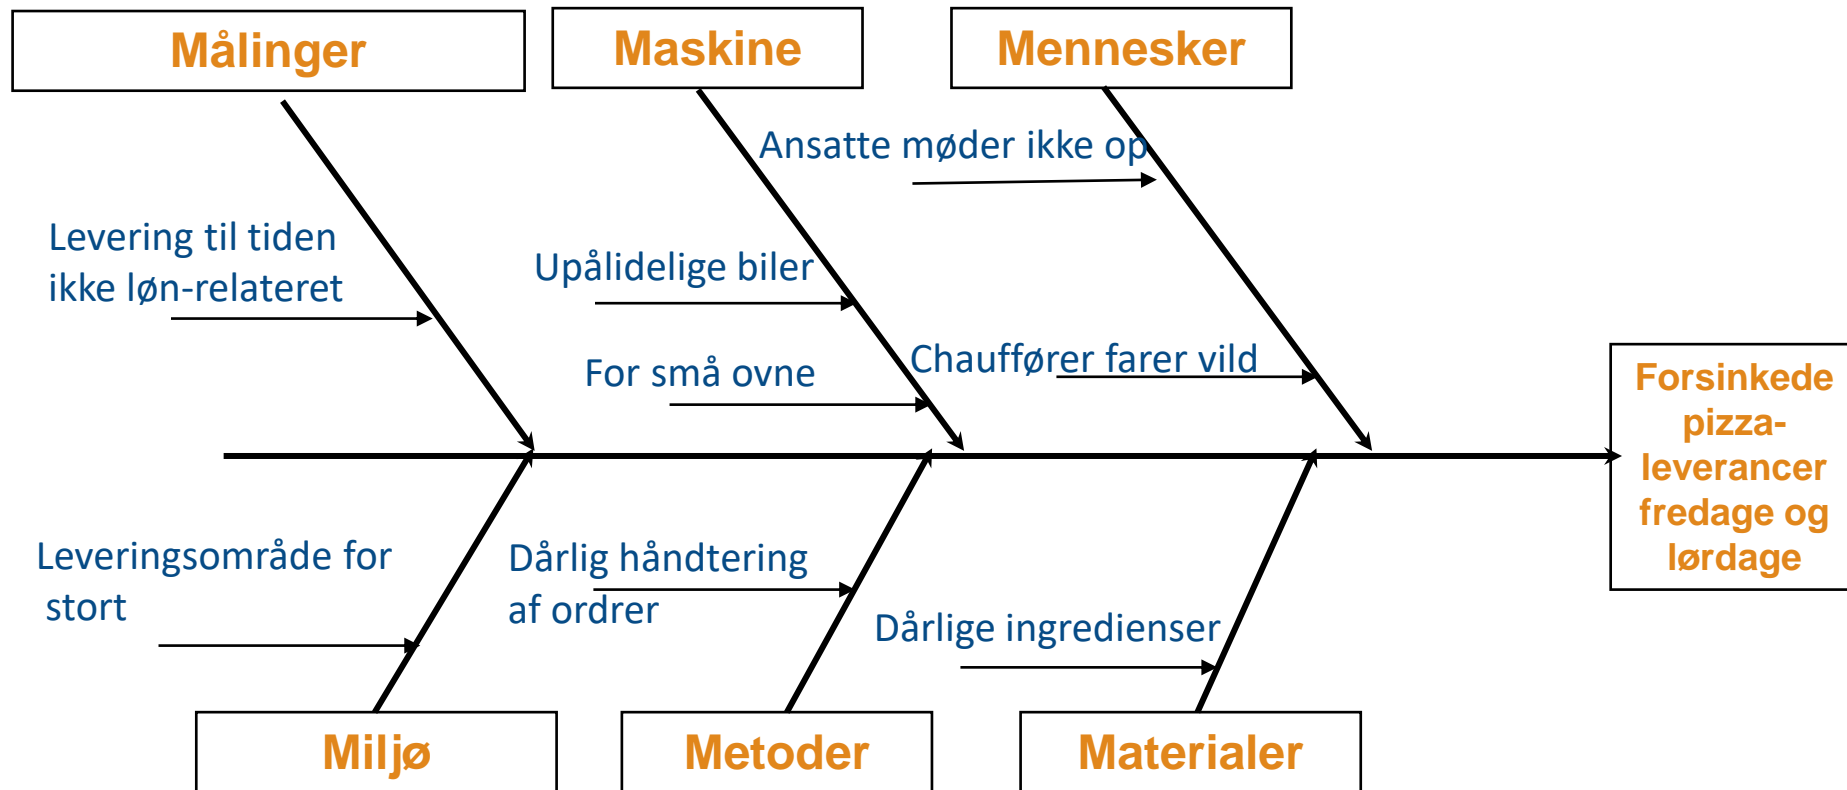 Målinger
Maskine
Mennesker
Ansatte møder ikke op
Levering til tiden
ikke løn-relateret
Upålidelige biler
For små ovne
Chauffører farer vild
Forsinkede
pizza-
leverancer
fredage og
lørdage
Leveringsområde for
stort
Dårlig håndtering
af ordrer
Dårlige ingredienser
Miljø
Metoder
Materialer